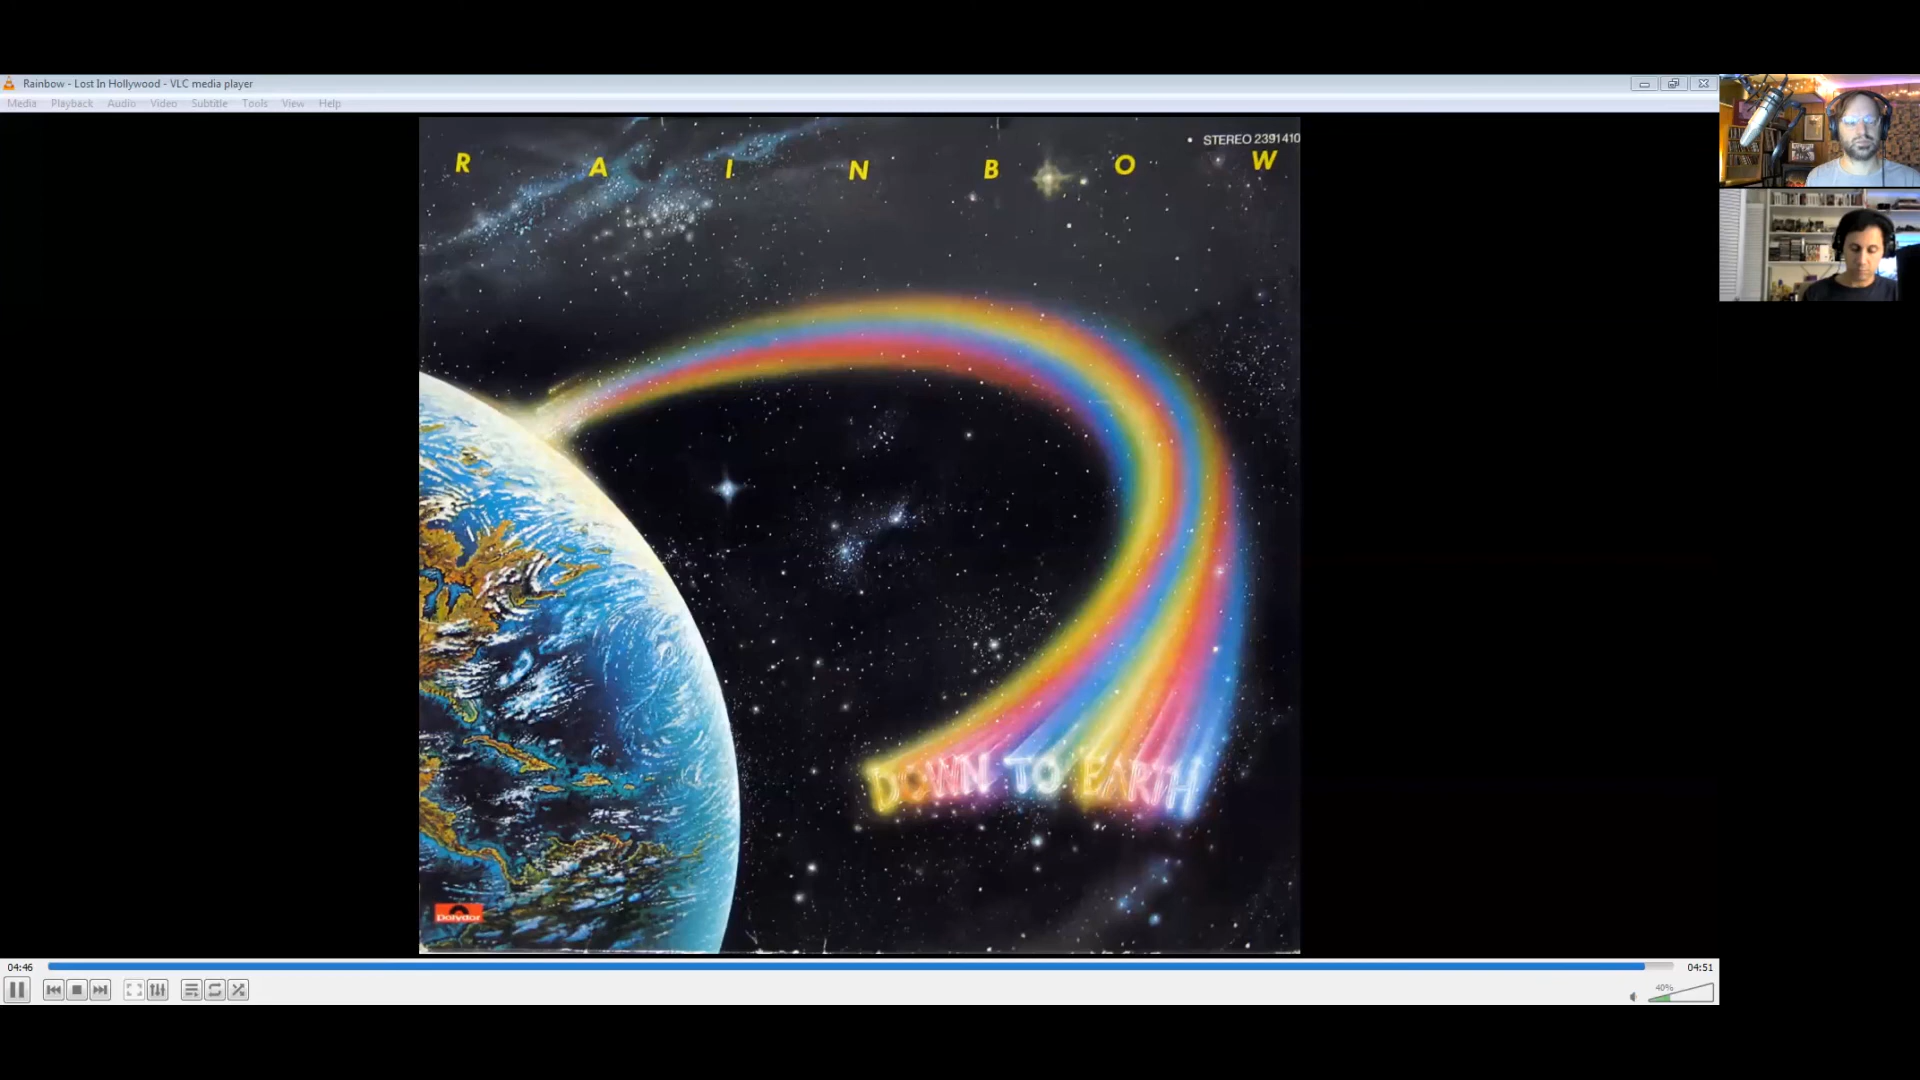 Rainbow - Lost In Hollywood - VLC media player
Media Playback Audio Video Subtitle Tools View Help
• STEREO 2391410
R A I N B O W
DOWN TO EARTH
Polydor
04:46
04:51
40%